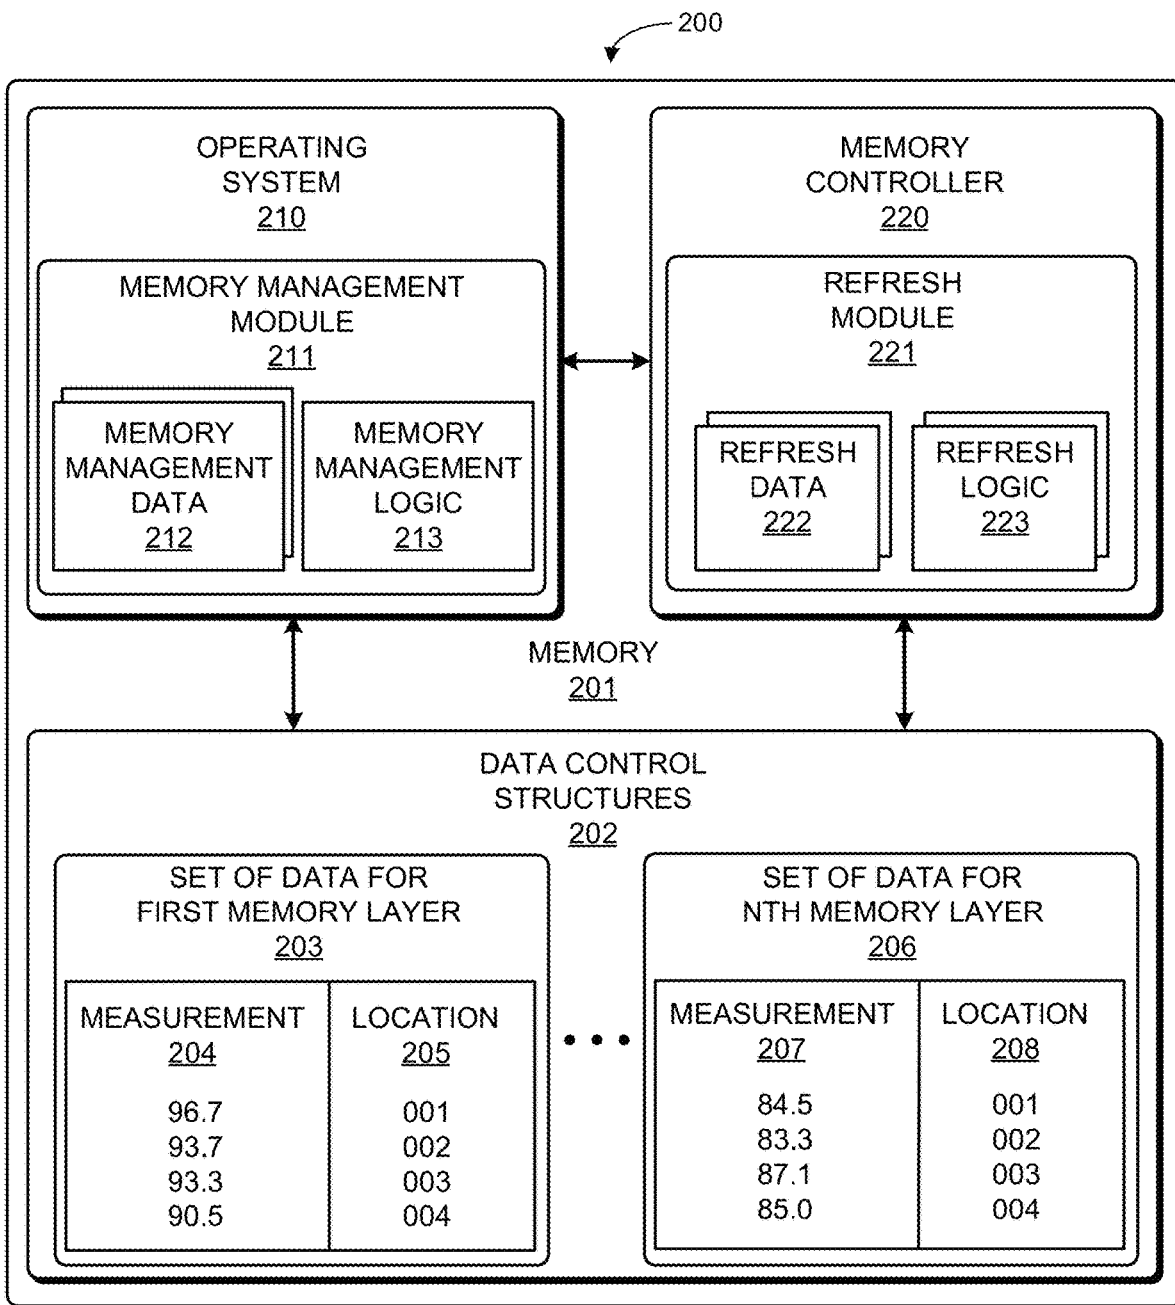 200
OPERATING
SYSTEM
210
MEMORY MANAGEMENT
MODULE
211
MEMORY
MANAGEMENT
DATA
212
MEMORY
MANAGEMENT
LOGIC
213
MEMORY
CONTROLLER
220
REFRESH
MODULE
221
REFRESH
DATA
222
REFRESH
LOGIC
223
MEMORY
201
DATA CONTROL
STRUCTURES
202
SET OF DATA FOR
FIRST MEMORY LAYER
203
MEASUREMENT LOCATION
204 205
96.7 001
93.7 002
93.3 003
90.5 004
SET OF DATA FOR
NTH MEMORY LAYER
206
MEASUREMENT LOCATION
207 208
84.5 001
83.3 002
87.1 003
85.0 004